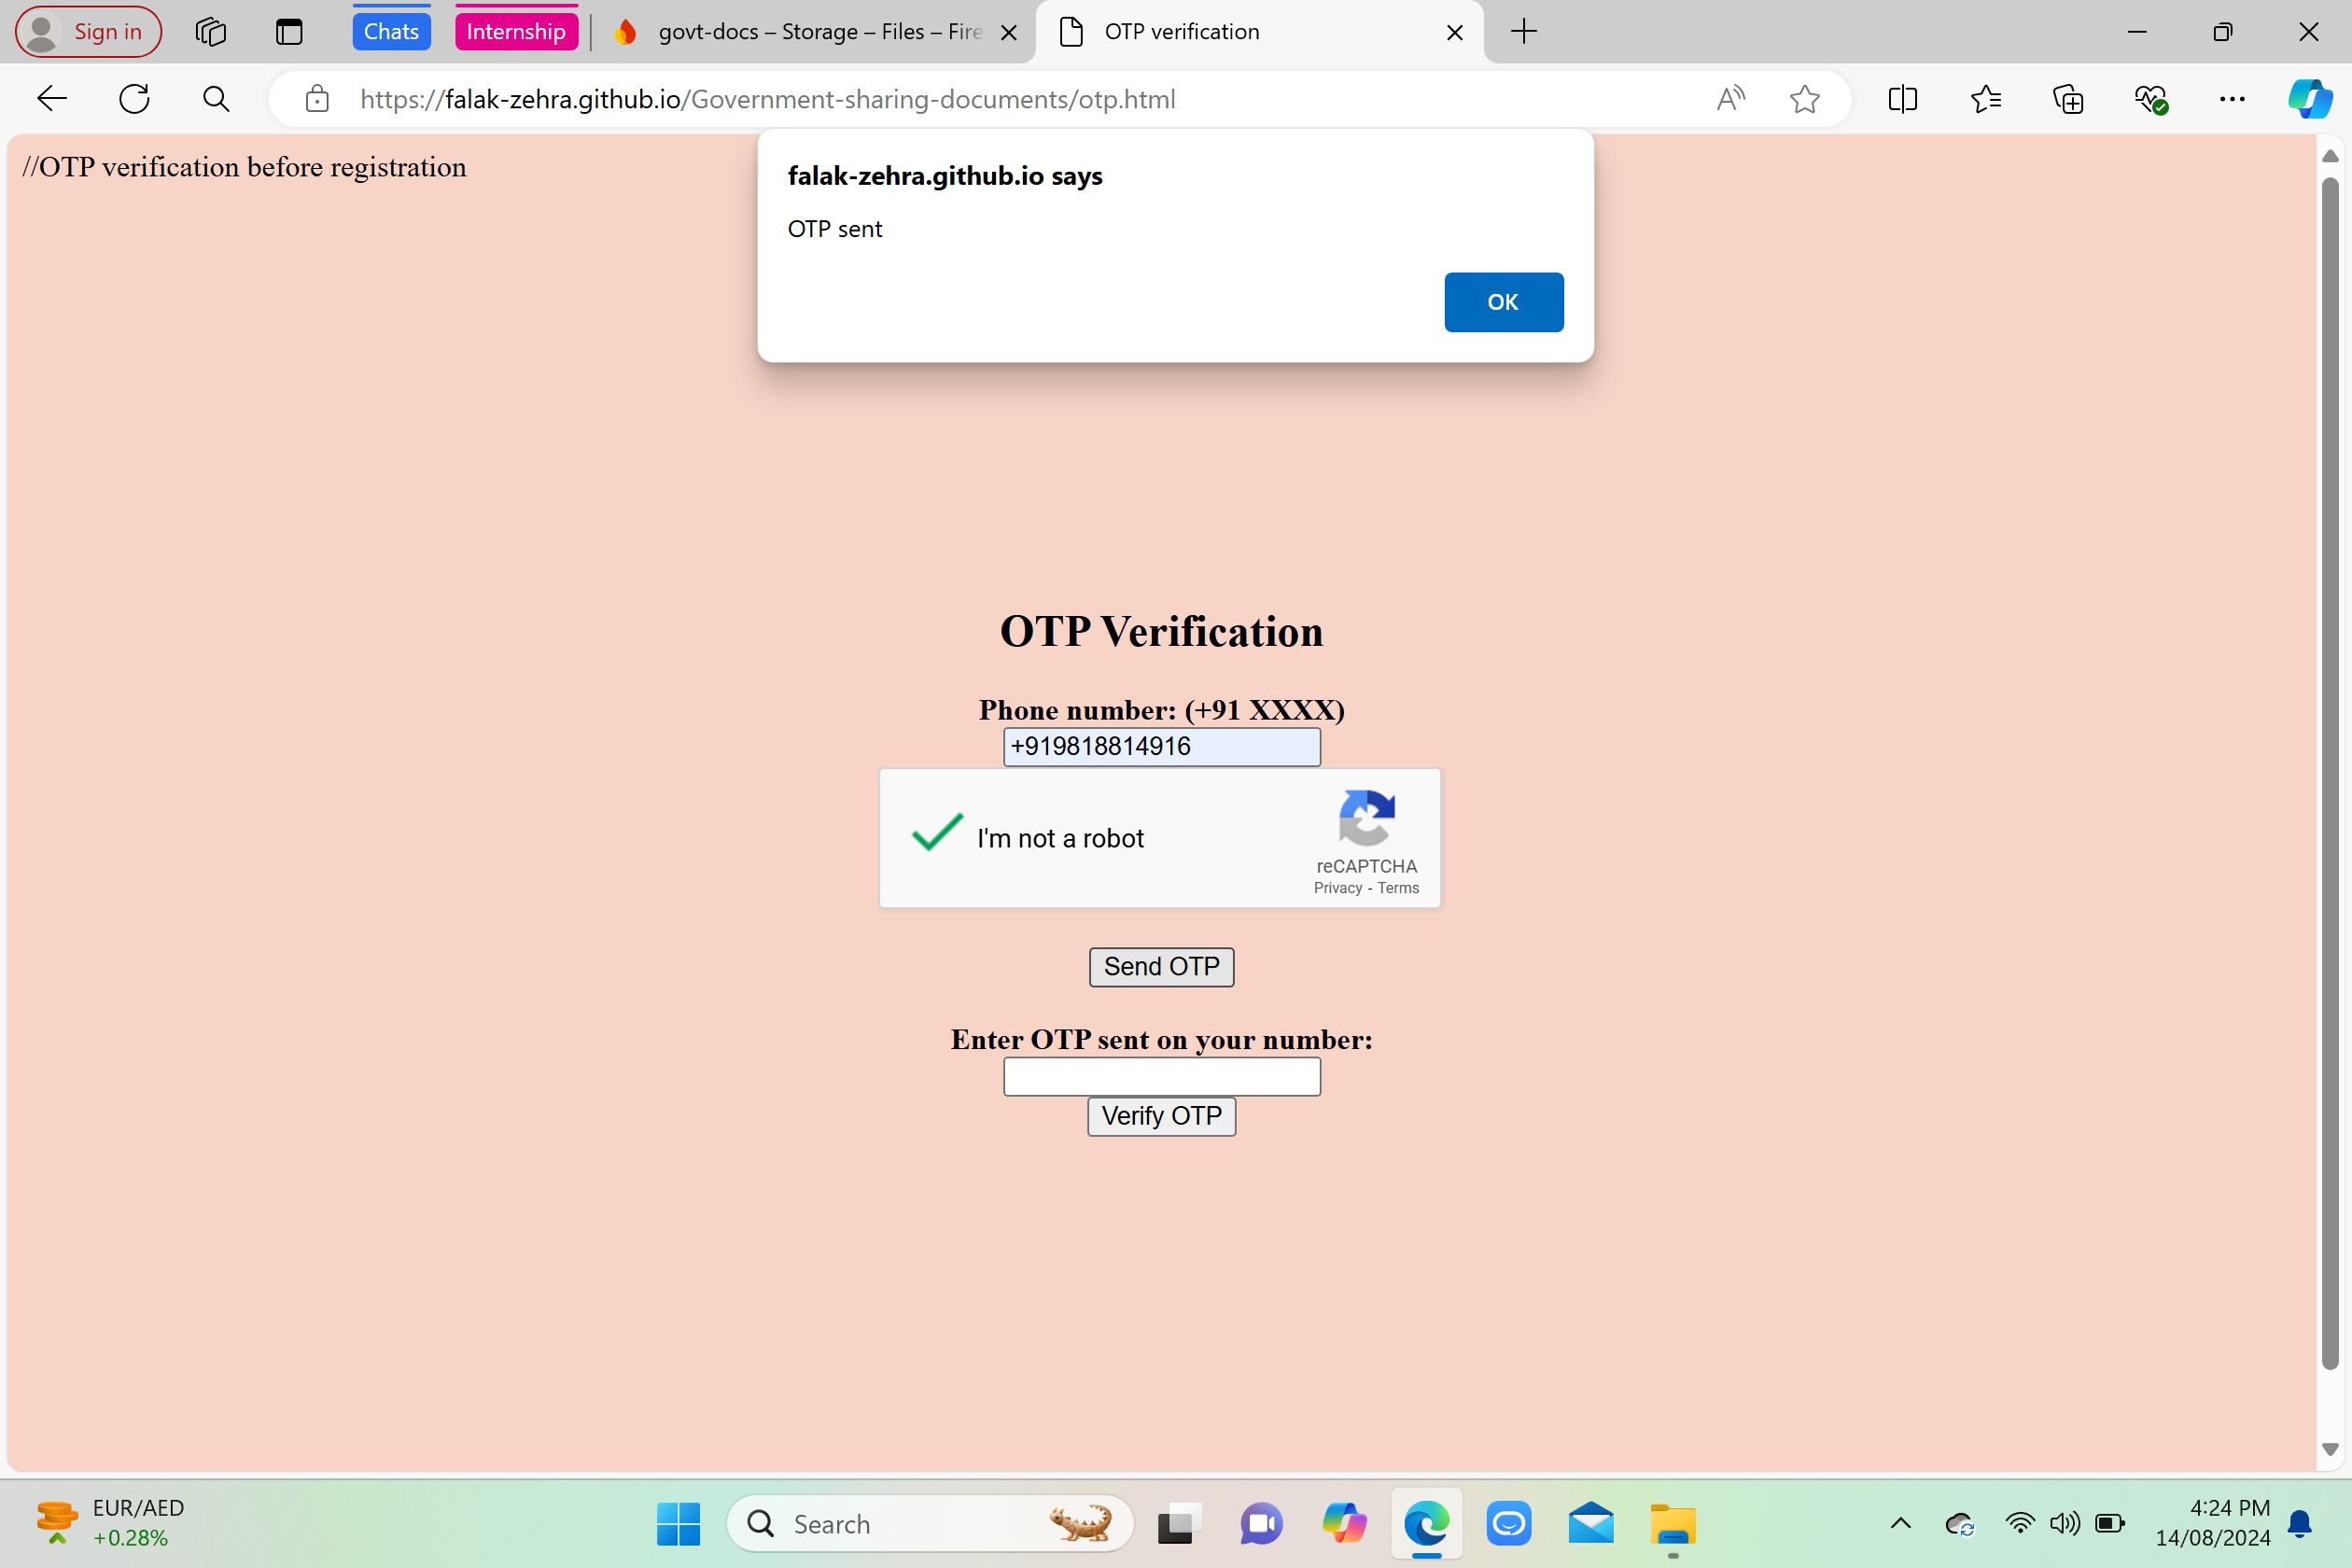 Sign in
Chats
Internship
govt-docs – Storage – Files – Fire
OTP verification
https://falak-zehra.github.io/Government-sharing-documents/otp.html
//OTP verification before registration
falak-zehra.github.io says
OTP sent
OK
OTP Verification
Phone number: (+91 XXXX)
+919818814916
I'm not a robot
reCAPTCHA
Privacy - Terms
Send OTP
Enter OTP sent on your number:
Verify OTP
EUR/AED
+0.28%
Search
4:24 PM
14/08/2024